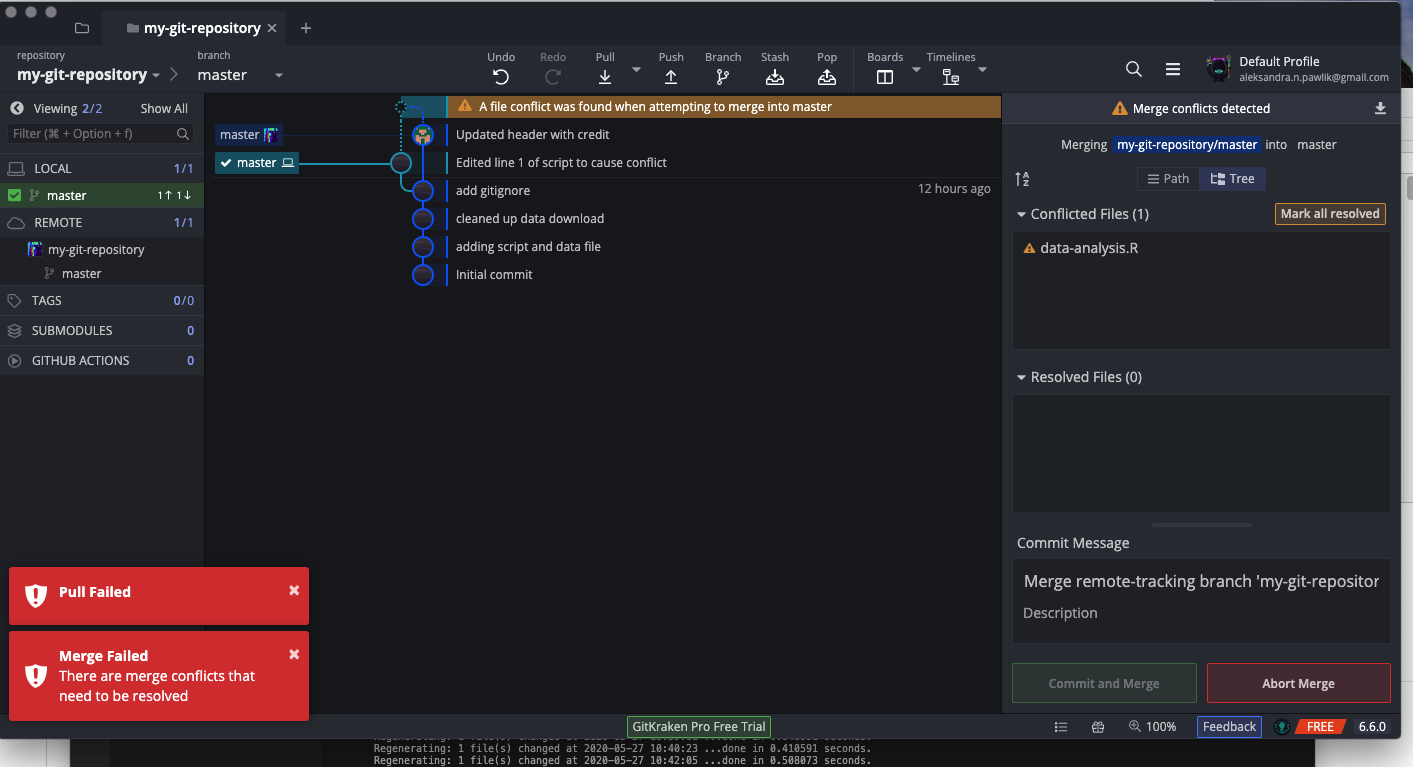 my-git-repository
repository
my-git-repository
branch
master
Undo
Redo
Pull
Push
Branch
Stash
Pop
Boards
Timelines
Default Profile
aleksandra.n.pawlik@gmail.com
Viewing 2/2
Show All
Filter (⌘ + Option + f)
LOCAL 1/1
master 1↑ 1↓
REMOTE 1/1
my-git-repository
master
TAGS 0/0
SUBMODULES 0
GITHUB ACTIONS 0
A file conflict was found when attempting to merge into master
master
Updated header with credit
master
Edited line 1 of script to cause conflict
add gitignore 12 hours ago
cleaned up data download
adding script and data file
Initial commit
Merge conflicts detected
Merging my-git-repository/master into master
Path
Tree
Conflicted Files (1)
Mark all resolved
data-analysis.R
Resolved Files (0)
Commit Message
Merge remote-tracking branch 'my-git-repositor
Description
Commit and Merge
Abort Merge
Pull Failed
Merge Failed
There are merge conflicts that
need to be resolved
GitKraken Pro Free Trial
100%
Feedback
FREE
6.6.0
Regenerating: 1 file(s) changed at 2020-05-27 10:40:23 ...done in 0.410591 seconds.
Regenerating: 1 file(s) changed at 2020-05-27 10:42:05 ...done in 0.508073 seconds.